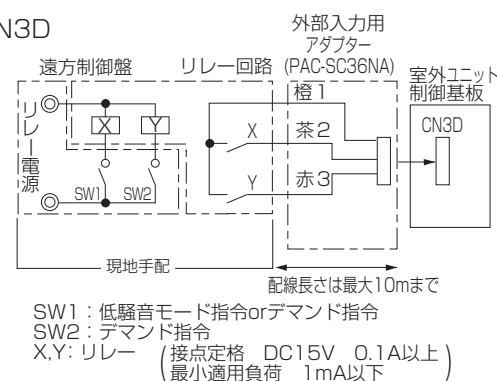 CN3D
外部入力用
アダプター
(PAC-SC36NA)
遠方制御盤
リレー回路
室外ユニット
制御基板
リレー電源
X
Y
SW1
SW2
X
Y
橙1
茶2
赤3
CN3D
現地手配
配線長さは最大10mまで
SW1：低騒音モード指令orデマンド指令
SW2：デマンド指令
X,Y：リレー (接点定格 DC15V 0.1A以上
最小適用負荷 1mA以下)